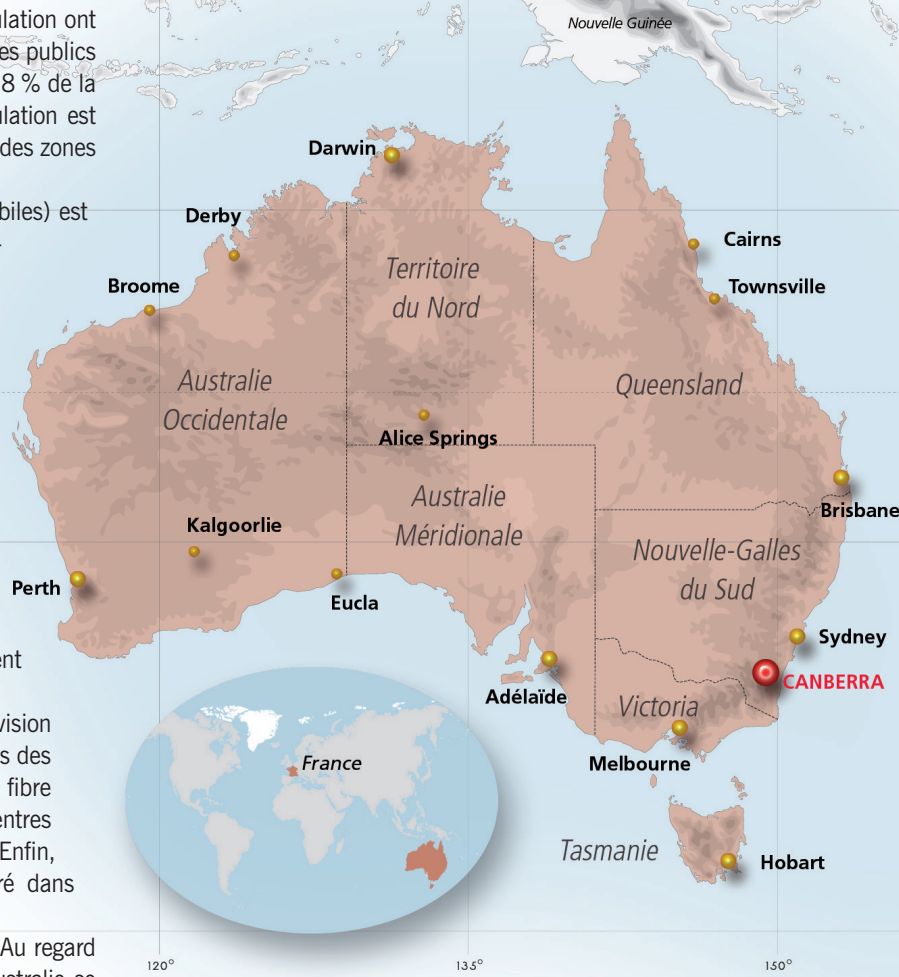 ulation ont
es publics
8 % de la
ulation est
des zones
biles) est
ent
vision
s des
fibre
entres
Enfin,
ré dans
Au regard
Nouvelle Guinée
Darwin
Derby
Broome
Cairns
Townsville
Territoire
du Nord
Australie
Occidentale
Queensland
Alice Springs
Australie
Méridionale
Kalgoorlie
Brisbane
Nouvelle-Galles
du Sud
Perth
Eucla
Sydney
CANBERRA
Adélaïde
Victoria
Melbourne
France
Tasmanie
Hobart
120°
135°
150°